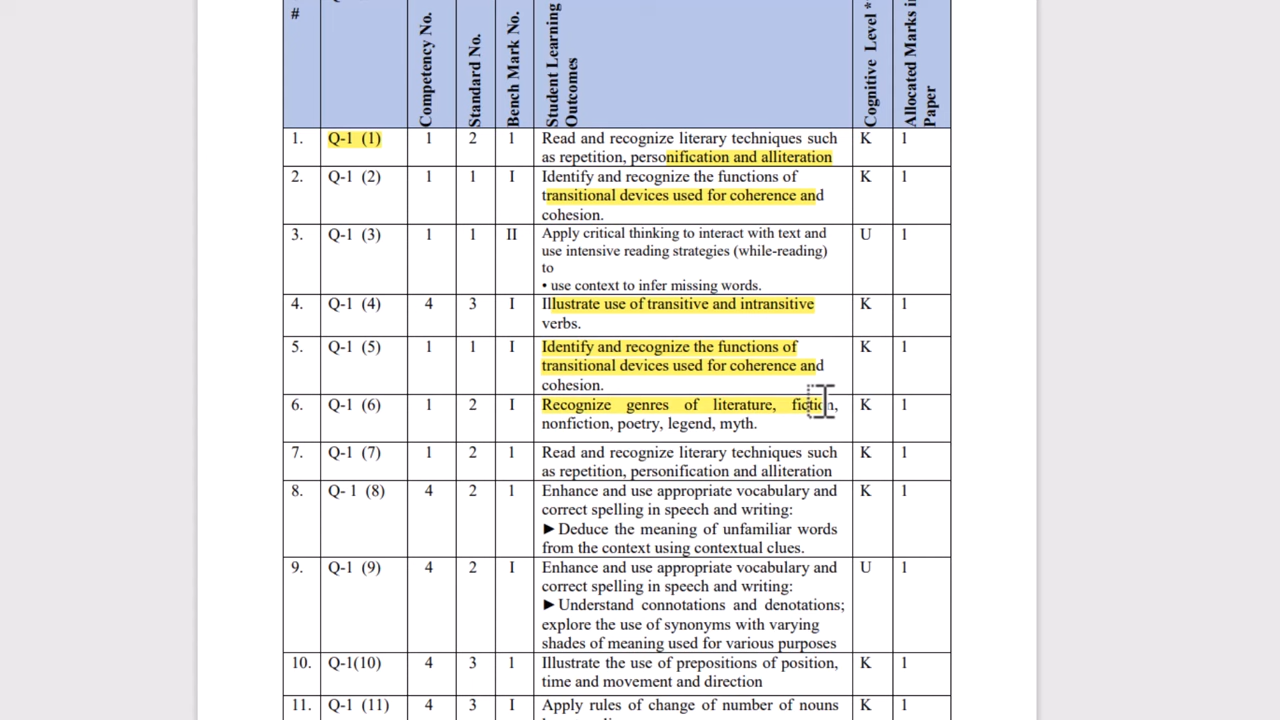 #
Competency No.
Standard No.
Bench Mark No.
Student Learning
Outcomes
Cognitive Level *
Allocated Marks in
Paper
1. Q-1 (1) 1 2 1 Read and recognize literary techniques such K 1
as repetition, personification and alliteration
2. Q-1 (2) 1 1 I Identify and recognize the functions of K 1
transitional devices used for coherence and
cohesion.
3. Q-1 (3) 1 1 II Apply critical thinking to interact with text and U 1
use intensive reading strategies (while-reading)
to
• use context to infer missing words.
4. Q-1 (4) 4 3 I Illustrate use of transitive and intransitive K 1
verbs.
5. Q-1 (5) 1 1 I Identify and recognize the functions of K 1
transitional devices used for coherence and
cohesion.
6. Q-1 (6) 1 2 I Recognize genres of literature, fiction, K 1
nonfiction, poetry, legend, myth.
7. Q-1 (7) 1 2 1 Read and recognize literary techniques such K 1
as repetition, personification and alliteration
8. Q- 1 (8) 4 2 1 Enhance and use appropriate vocabulary and K 1
correct spelling in speech and writing:
►Deduce the meaning of unfamiliar words
from the context using contextual clues.
9. Q-1 (9) 4 2 I Enhance and use appropriate vocabulary and U 1
correct spelling in speech and writing:
►Understand connotations and denotations;
explore the use of synonyms with varying
shades of meaning used for various purposes
10. Q-1(10) 4 3 1 Illustrate the use of prepositions of position, K 1
time and movement and direction
11. Q-1 (11) 4 3 I Apply rules of change of number of nouns K 1